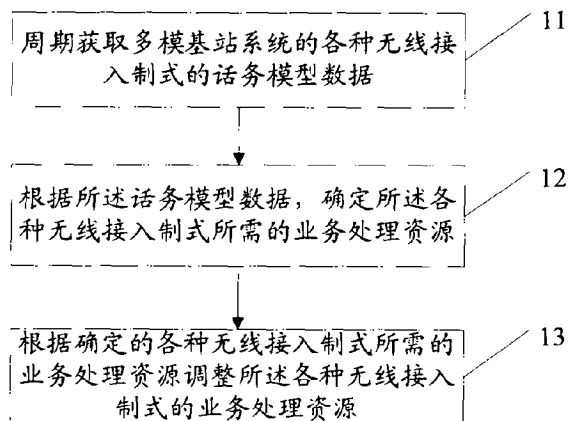 周期获取多模基站系统的各种无线接
入制式的话务模型数据
11
根据所述话务模型数据，确定所述各
种无线接入制式所需的业务处理资源
12
根据确定的各种无线接入制式所需的
业务处理资源调整所述各种无线接入
制式的业务处理资源
13